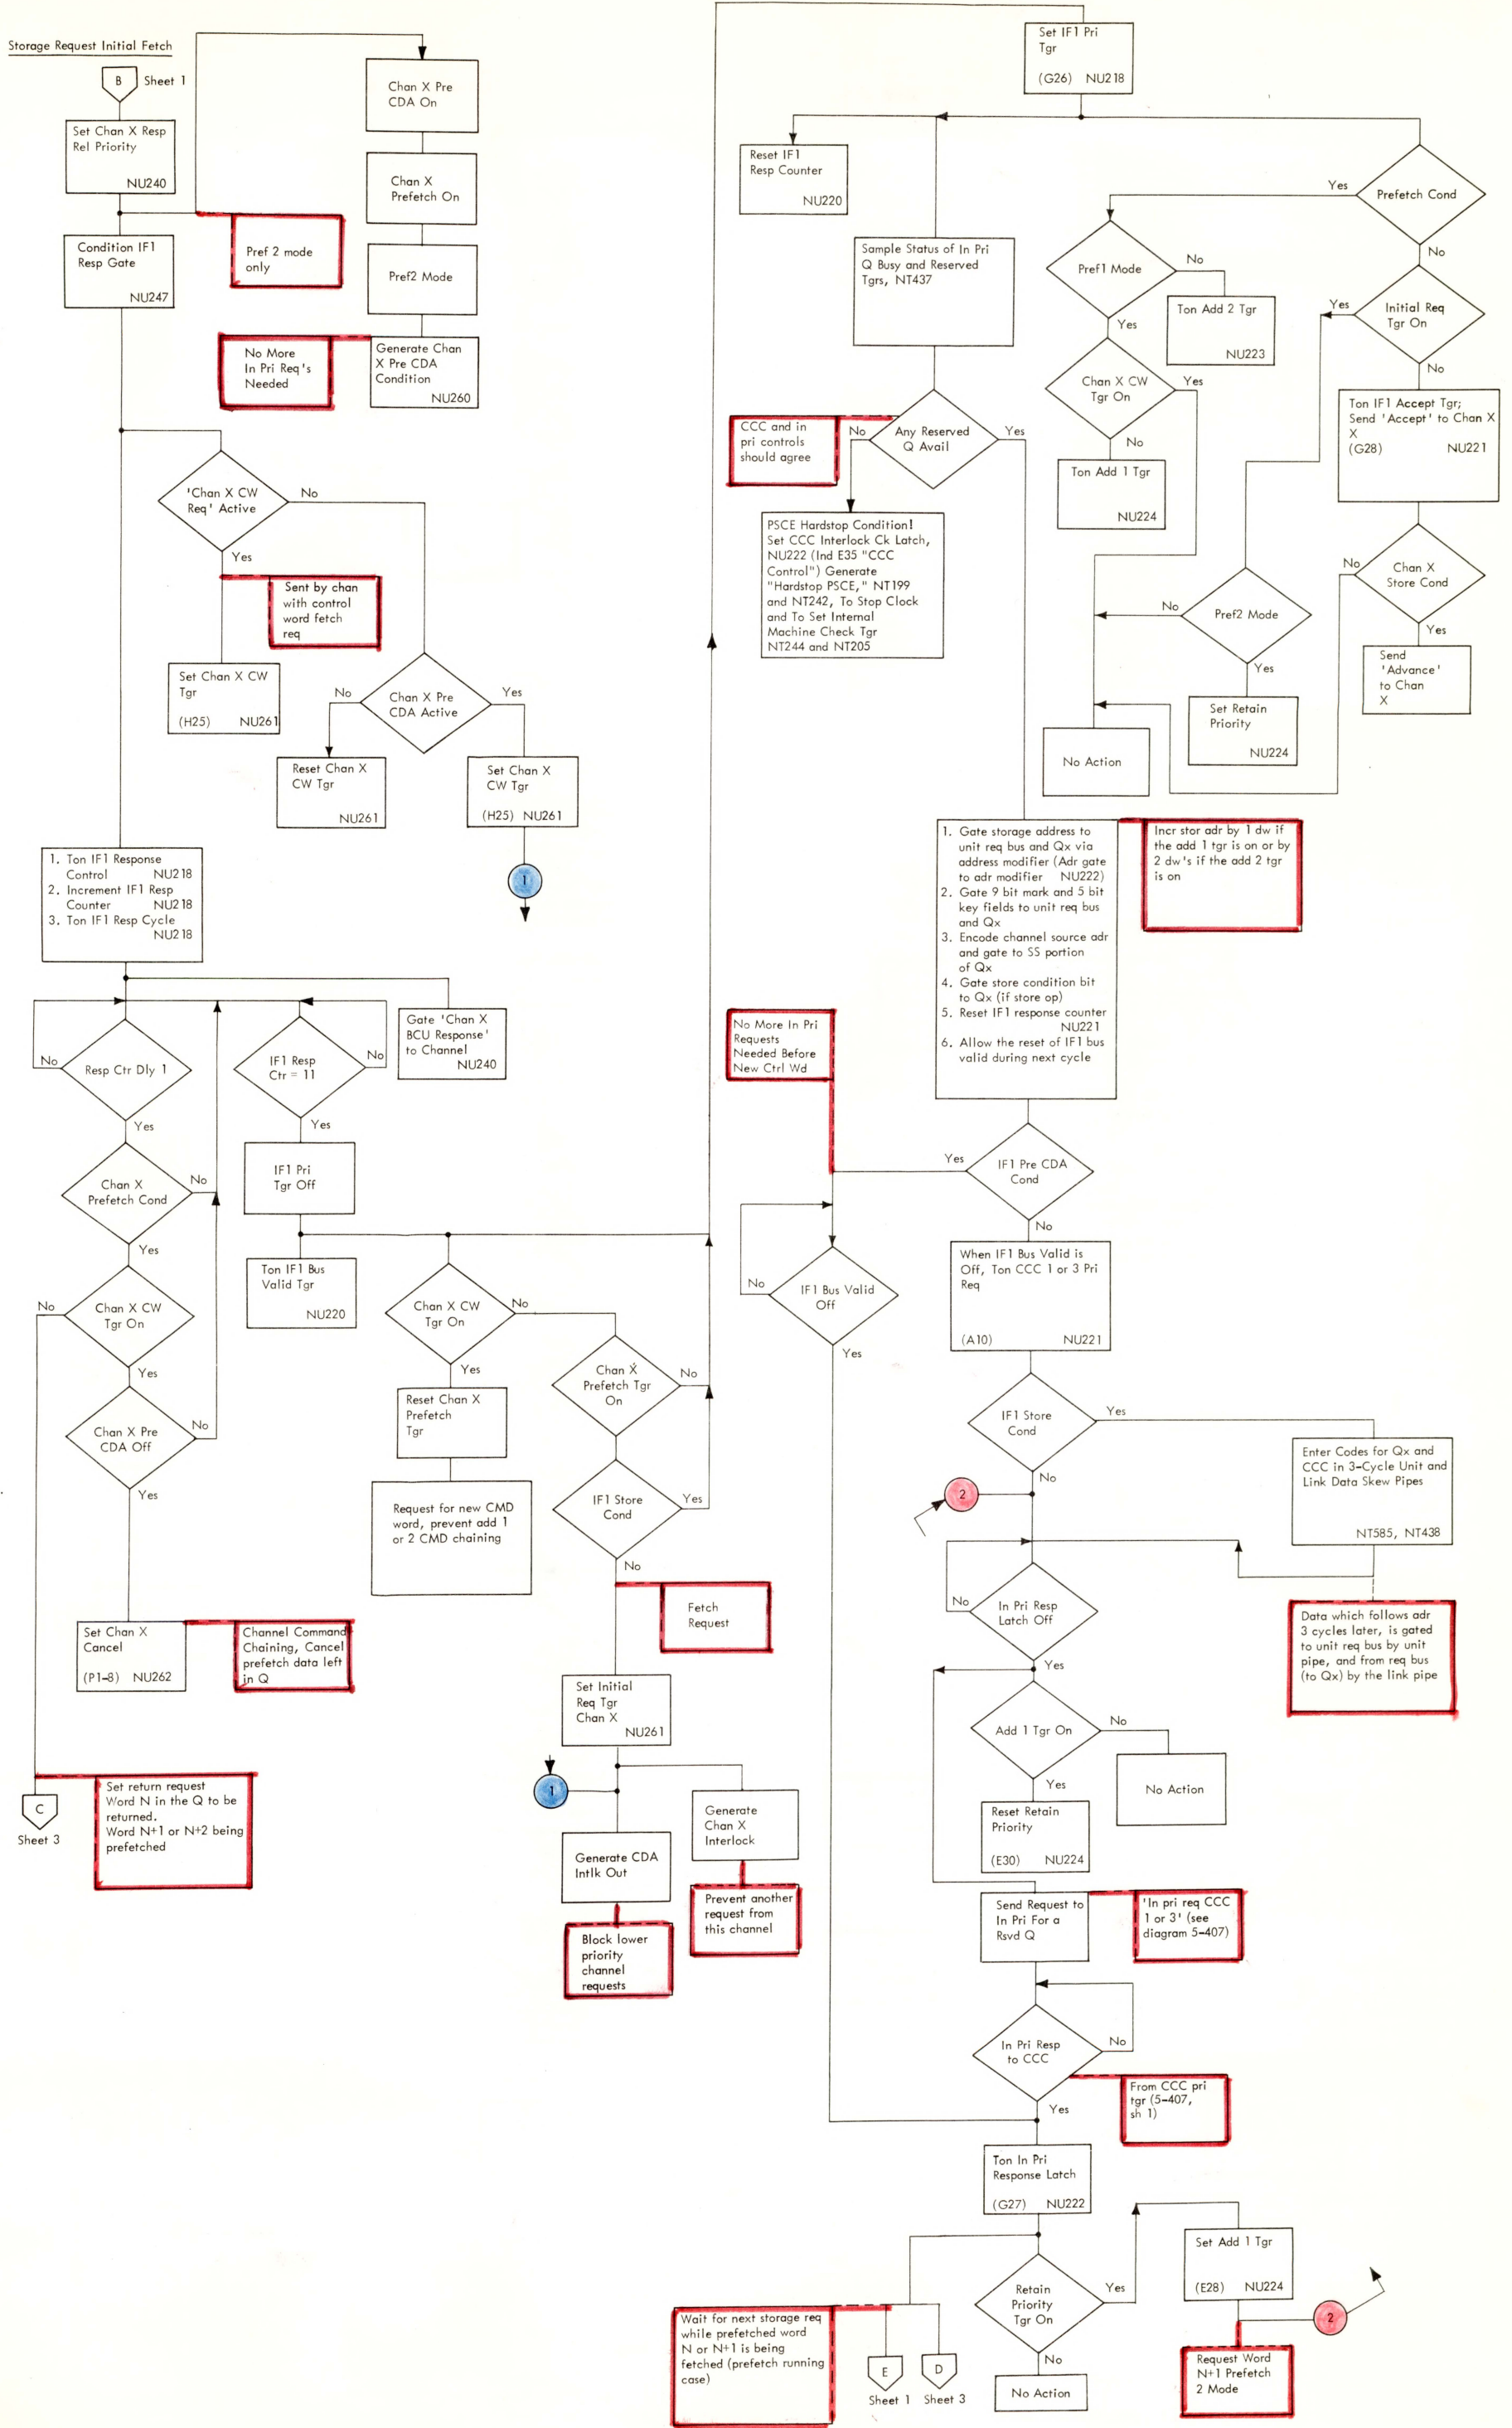 Storage Request Initial Fetch
B
Sheet 1
Set Chan X Resp
Rel Priority
NU240
Pref 2 mode
only
Condition IF1
Resp Gate
NU247
Chan X Pre
CDA On
Chan X
Prefetch On
Pref2 Mode
No More
In Pri Req's
Needed
Generate Chan
X Pre CDA
Condition
NU260
'Chan X CW
Req' Active
No
Yes
Sent by chan
with control
word fetch
req
Set Chan X CW
Tgr
(H25) NU261
No
Chan X Pre
CDA Active
Yes
Reset Chan X
CW Tgr
NU261
Set Chan X
CW Tgr
(H25) NU261
1
1. Ton IF1 Response
Control NU218
2. Increment IF1 Resp
Counter NU218
3. Ton IF1 Resp Cycle
NU218
Gate 'Chan X
BCU Response'
to Channel
NU240
No
Resp Ctr Dly 1
Yes
IF1 Resp
Ctr = 11
No
Yes
Chan X
Prefetch Cond
No
Yes
IF1 Pri
Tgr Off
Ton IF1 Bus
Valid Tgr
NU220
No
Chan X CW
Tgr On
Yes
Chan X Pre
CDA Off
No
Yes
Set Chan X
Cancel
(P1-8) NU262
Channel Command
Chaining, Cancel
prefetch data left
in Q
Set return request
Word N in the Q to be
returned.
Word N+1 or N+2 being
prefetched
C
Sheet 3
Chan X CW
Tgr On
No
Yes
Reset Chan X
Prefetch
Tgr
Request for new CMD
word, prevent add 1
or 2 CMD chaining
Chan X
Prefetch Tgr
On
No
IF1 Store
Cond
Yes
No
Fetch
Request
Set Initial
Req Tgr
Chan X
NU261
1
Generate CDA
Intlk Out
Block lower
priority
channel
requests
Generate
Chan X
Interlock
Prevent another
request from
this channel
Set IF1 Pri
Tgr
(G26) NU218
Reset IF1
Resp Counter
NU220
Sample Status of In Pri
Q Busy and Reserved
Tgrs, NT437
CCC and in
pri controls
should agree
No
Any Reserved
Q Avail
Yes
PSCE Hardstop Condition!
Set CCC Interlock Ck Latch,
NU222 (Ind E35 "CCC
Control") Generate
"Hardstop PSCE," NT199
and NT242, To Stop Clock
and To Set Internal
Machine Check Tgr
NT244 and NT205
Yes
Prefetch Cond
No
Pref1 Mode
No
Yes
Ton Add 2 Tgr
NU223
Chan X CW
Tgr On
Yes
No
Ton Add 1 Tgr
NU224
Yes
Initial Req
Tgr On
No
Ton IF1 Accept Tgr;
Send 'Accept' to Chan X
X
(G28) NU221
No
Chan X
Store Cond
Yes
Send
'Advance'
to Chan
X
No
Pref2 Mode
Yes
Set Retain
Priority
NU224
No Action
1. Gate storage address to
unit req bus and Qx via
address modifier (Adr gate
to adr modifier NU222)
2. Gate 9 bit mark and 5 bit
key fields to unit req bus
and Qx
3. Encode channel source adr
and gate to SS portion
of Qx
4. Gate store condition bit
to Qx (if store op)
5. Reset IF1 response counter
NU221
6. Allow the reset of IF1 bus
valid during next cycle
Incr stor adr by 1 dw if
the add 1 tgr is on or by
2 dw's if the add 2 tgr
is on
No More In Pri
Requests
Needed Before
New Ctrl Wd
Yes
IF1 Pre CDA
Cond
No
No
IF1 Bus Valid
Off
Yes
When IF1 Bus Valid is
Off, Ton CCC 1 or 3 Pri
Req
(A10) NU221
IF1 Store
Cond
Yes
No
Enter Codes for Qx and
CCC in 3-Cycle Unit and
Link Data Skew Pipes
NT585, NT438
Data which follows adr
3 cycles later, is gated
to unit req bus by unit
pipe, and from req bus
(to Qx) by the link pipe
2
No
In Pri Resp
Latch Off
Yes
Add 1 Tgr On
No
Yes
No Action
Reset Retain
Priority
(E30) NU224
Send Request to
In Pri For a
Rsvd Q
'In pri req CCC
1 or 3' (see
diagram 5-407)
In Pri Resp
to CCC
No
Yes
From CCC pri
tgr (5-407,
sh 1)
Ton In Pri
Response Latch
(G27) NU222
Retain
Priority
Tgr On
Yes
No
No Action
Set Add 1 Tgr
(E28) NU224
2
Request Word
N+1 Prefetch
2 Mode
Wait for next storage req
while prefetched word
N or N+1 is being
fetched (prefetch running
case)
E
Sheet 1
D
Sheet 3